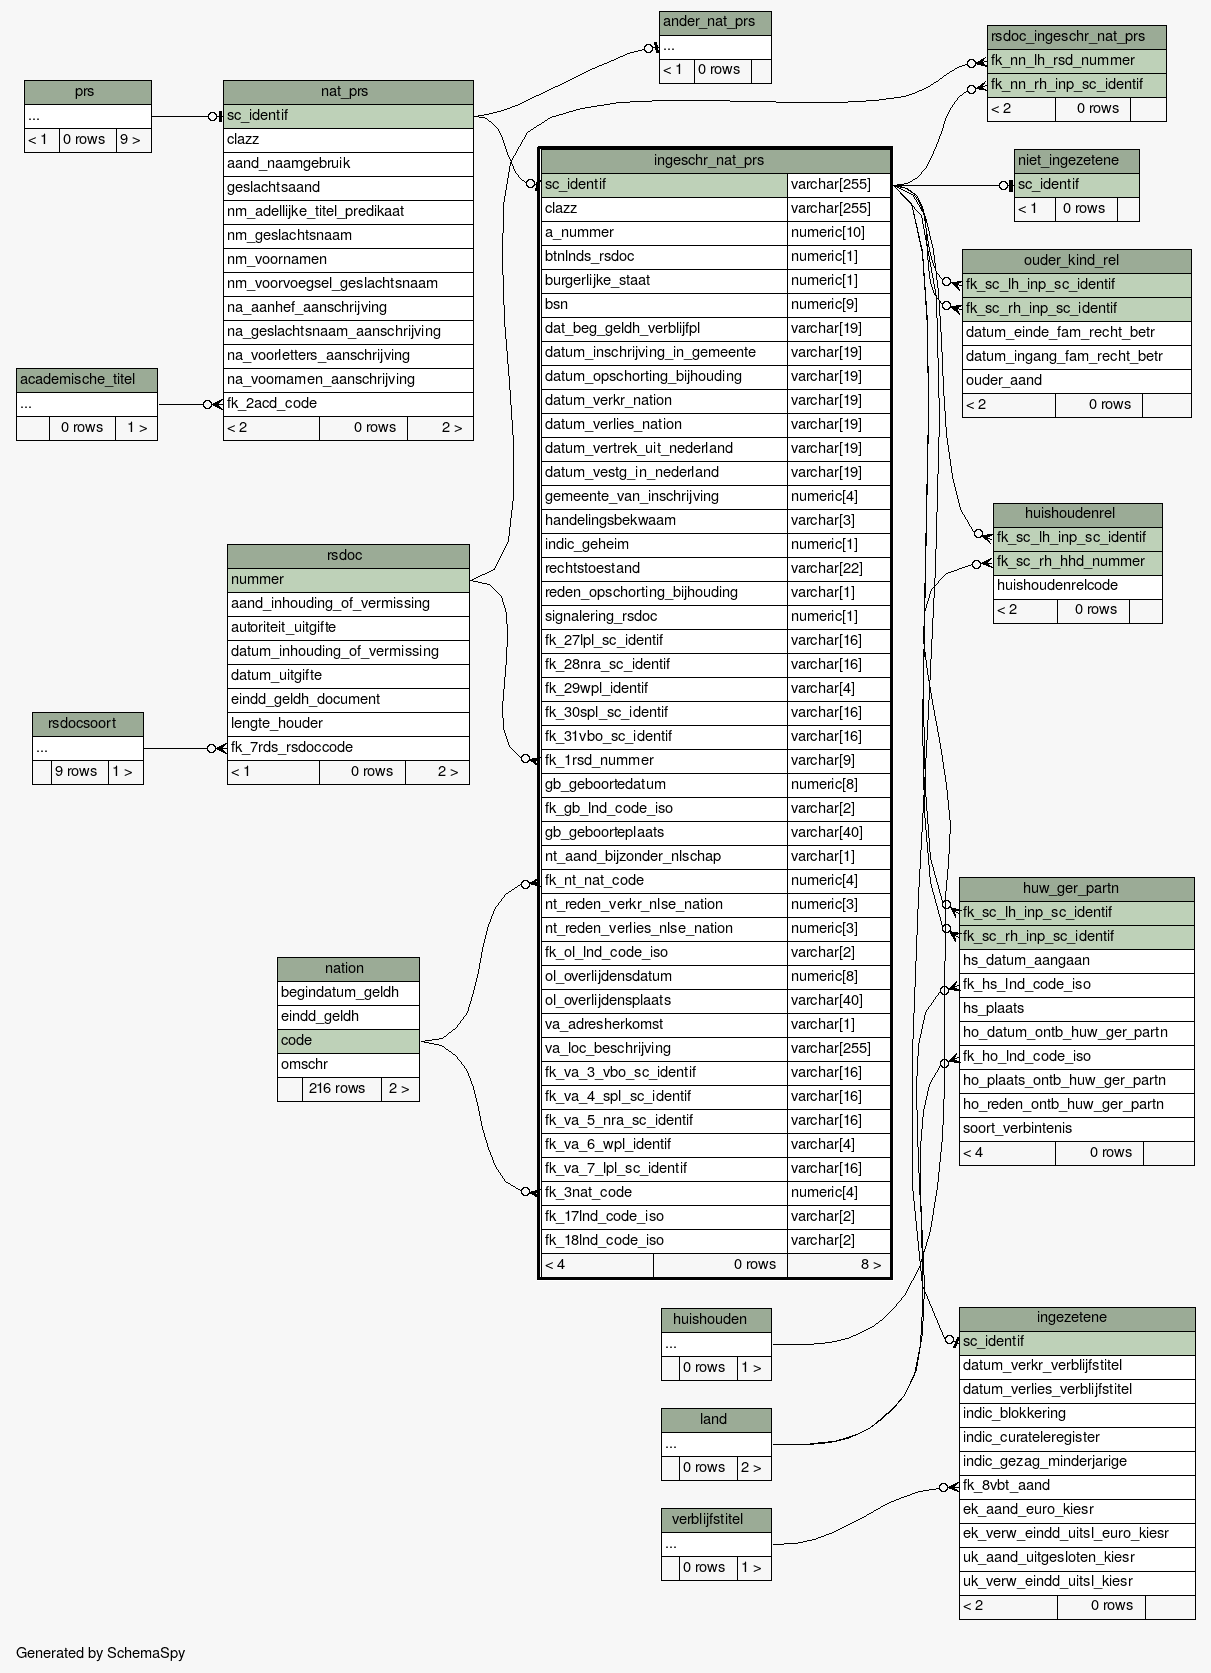 ander_nat_prs
...
< 1 0 rows
rsdoc_ingeschr_nat_prs
fk_nn_lh_rsd_nummer
fk_nn_rh_inp_sc_identif
< 2 0 rows
prs
...
< 1 0 rows 9 >
nat_prs
sc_identif
clazz
aand_naamgebruik
geslachtsaand
nm_adellijke_titel_predikaat
nm_geslachtsnaam
nm_voornamen
nm_voorvoegsel_geslachtsnaam
na_aanhef_aanschrijving
na_geslachtsnaam_aanschrijving
na_voorletters_aanschrijving
na_voornamen_aanschrijving
fk_2acd_code
< 2 0 rows 2 >
academische_titel
...
0 rows 1 >
ingeschr_nat_prs
sc_identif varchar[255]
clazz varchar[255]
a_nummer numeric[10]
btnlnds_rsdoc numeric[1]
burgerlijke_staat numeric[1]
bsn numeric[9]
dat_beg_geldh_verblijfpl varchar[19]
datum_inschrijving_in_gemeente varchar[19]
datum_opschorting_bijhouding varchar[19]
datum_verkr_nation varchar[19]
datum_verlies_nation varchar[19]
datum_vertrek_uit_nederland varchar[19]
datum_vestg_in_nederland varchar[19]
gemeente_van_inschrijving numeric[4]
handelingsbekwaam varchar[3]
indic_geheim numeric[1]
rechtstoestand varchar[22]
reden_opschorting_bijhouding varchar[1]
signalering_rsdoc numeric[1]
fk_27lpl_sc_identif varchar[16]
fk_28nra_sc_identif varchar[16]
fk_29wpl_identif varchar[4]
fk_30spl_sc_identif varchar[16]
fk_31vbo_sc_identif varchar[16]
fk_1rsd_nummer varchar[9]
gb_geboortedatum numeric[8]
fk_gb_lnd_code_iso varchar[2]
gb_geboorteplaats varchar[40]
nt_aand_bijzonder_nlschap varchar[1]
fk_nt_nat_code numeric[4]
nt_reden_verkr_nlse_nation numeric[3]
nt_reden_verlies_nlse_nation numeric[3]
fk_ol_lnd_code_iso varchar[2]
ol_overlijdensdatum numeric[8]
ol_overlijdensplaats varchar[40]
va_adresherkomst varchar[1]
va_loc_beschrijving varchar[255]
fk_va_3_vbo_sc_identif varchar[16]
fk_va_4_spl_sc_identif varchar[16]
fk_va_5_nra_sc_identif varchar[16]
fk_va_6_wpl_identif varchar[4]
fk_va_7_lpl_sc_identif varchar[16]
fk_3nat_code numeric[4]
fk_17lnd_code_iso varchar[2]
fk_18lnd_code_iso varchar[2]
< 4 0 rows 8 >
niet_ingezetene
sc_identif
< 1 0 rows
ouder_kind_rel
fk_sc_lh_inp_sc_identif
fk_sc_rh_inp_sc_identif
datum_einde_fam_recht_betr
datum_ingang_fam_recht_betr
ouder_aand
< 2 0 rows
huishoudenrel
fk_sc_lh_inp_sc_identif
fk_sc_rh_hhd_nummer
huishoudenrelcode
< 2 0 rows
rsdoc
nummer
aand_inhouding_of_vermissing
autoriteit_uitgifte
datum_inhouding_of_vermissing
datum_uitgifte
eindd_geldh_document
lengte_houder
fk_7rds_rsdoccode
< 1 0 rows 2 >
rsdocsoort
...
9 rows 1 >
huw_ger_partn
fk_sc_lh_inp_sc_identif
fk_sc_rh_inp_sc_identif
hs_datum_aangaan
fk_hs_lnd_code_iso
hs_plaats
ho_datum_ontb_huw_ger_partn
fk_ho_lnd_code_iso
ho_plaats_ontb_huw_ger_partn
ho_reden_ontb_huw_ger_partn
soort_verbintenis
< 4 0 rows
nation
begindatum_geldh
eindd_geldh
code
omschr
216 rows 2 >
huishouden
...
0 rows 1 >
land
...
0 rows 2 >
verblijfstitel
...
0 rows 1 >
ingezetene
sc_identif
datum_verkr_verblijfstitel
datum_verlies_verblijfstitel
indic_blokkering
indic_curateleregister
indic_gezag_minderjarige
fk_8vbt_aand
ek_aand_euro_kiesr
ek_verw_eindd_uitsl_euro_kiesr
uk_aand_uitgesloten_kiesr
uk_verw_eindd_uitsl_kiesr
< 2 0 rows
Generated by SchemaSpy